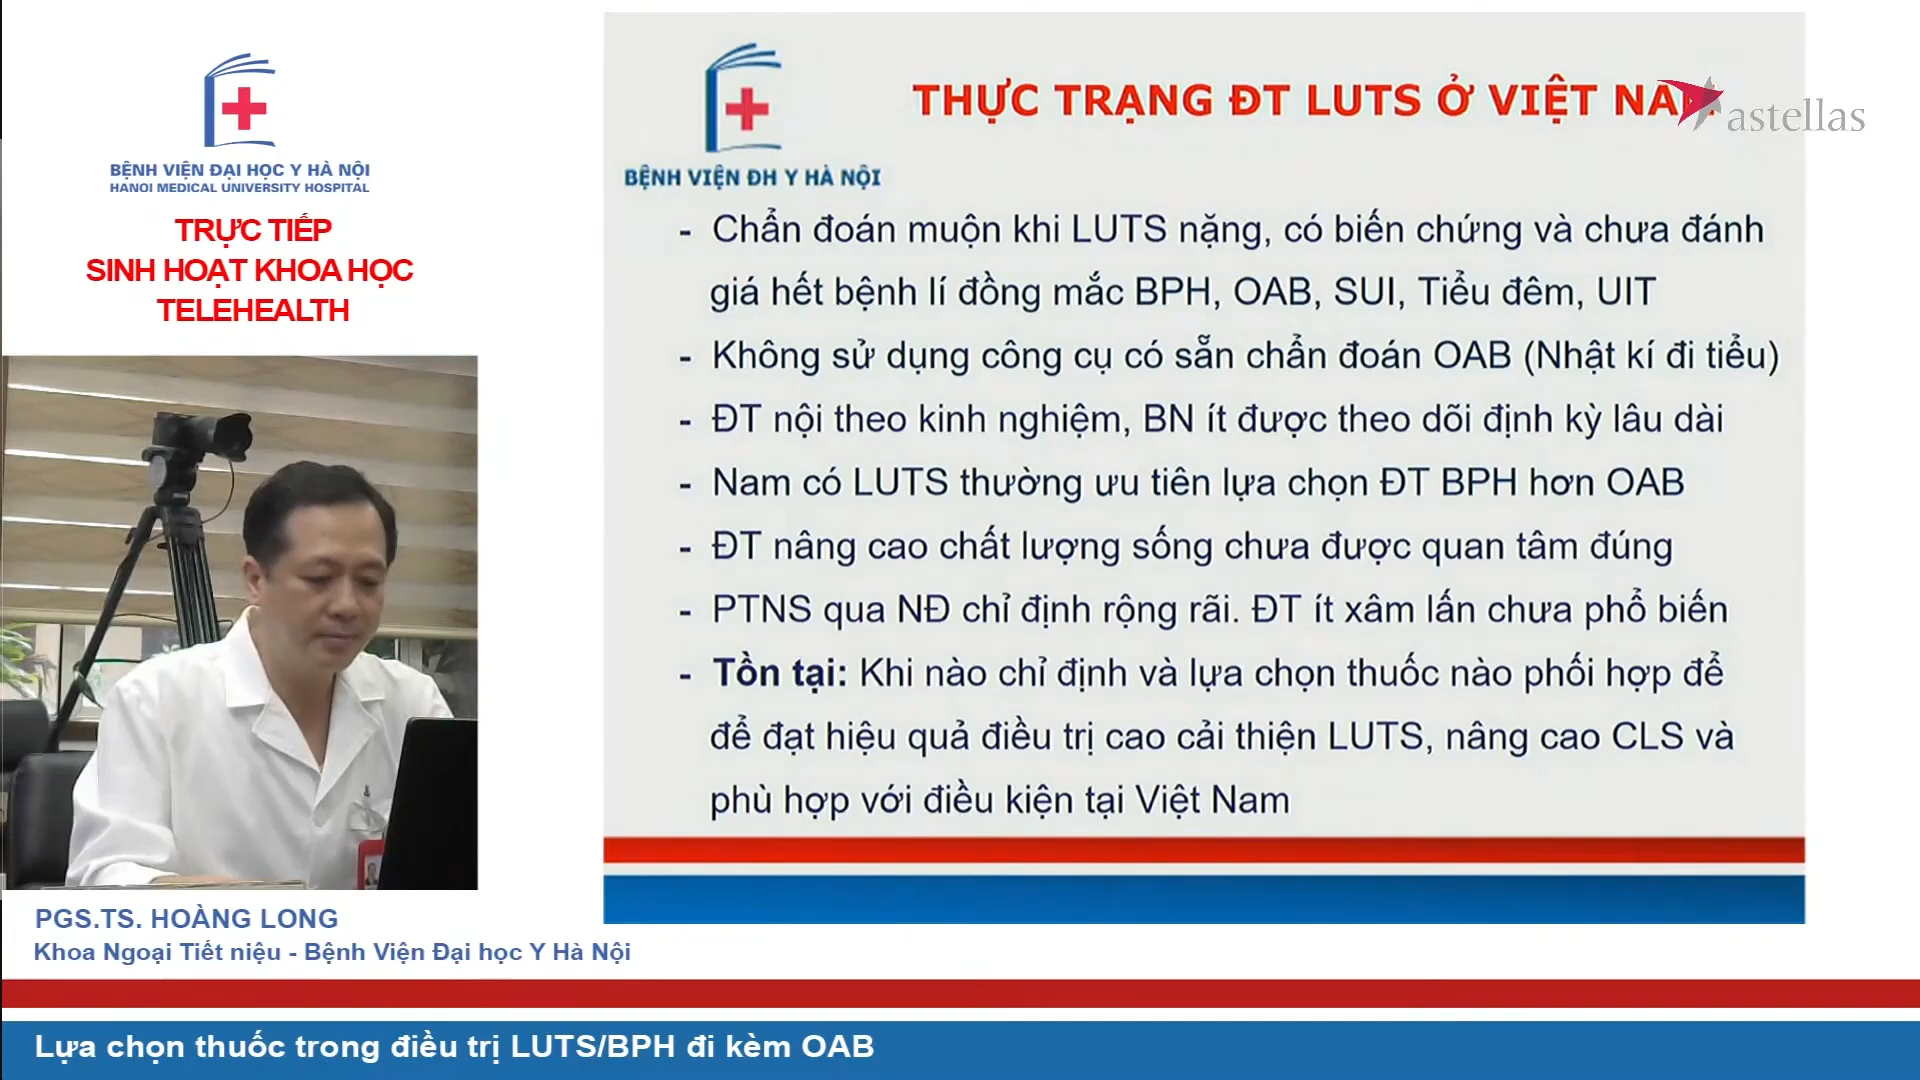 BỆNH VIỆN ĐẠI HỌC Y HÀ NỘI
HANOI MEDICAL UNIVERSITY HOSPITAL
TRỰC TIẾP
SINH HOẠT KHOA HỌC
TELEHEALTH
BỆNH VIỆN ĐH Y HÀ NỘI
THỰC TRẠNG ĐT LUTS Ở VIỆT NAM
astellas
- Chẩn đoán muộn khi LUTS nặng, có biến chứng và chưa đánh
giá hết bệnh lí đồng mắc BPH, OAB, SUI, Tiểu đêm, UIT
- Không sử dụng công cụ có sẵn chẩn đoán OAB (Nhật kí đi tiểu)
- ĐT nội theo kinh nghiệm, BN ít được theo dõi định kỳ lâu dài
- Nam có LUTS thường ưu tiên lựa chọn ĐT BPH hơn OAB
- ĐT nâng cao chất lượng sống chưa được quan tâm đúng
- PTNS qua NĐ chỉ định rộng rãi. ĐT ít xâm lấn chưa phổ biến
- Tồn tại: Khi nào chỉ định và lựa chọn thuốc nào phối hợp để
để đạt hiệu quả điều trị cao cải thiện LUTS, nâng cao CLS và
phù hợp với điều kiện tại Việt Nam
PGS.TS. HOÀNG LONG
Khoa Ngoại Tiết niệu - Bệnh Viện Đại học Y Hà Nội
Lựa chọn thuốc trong điều trị LUTS/BPH đi kèm OAB